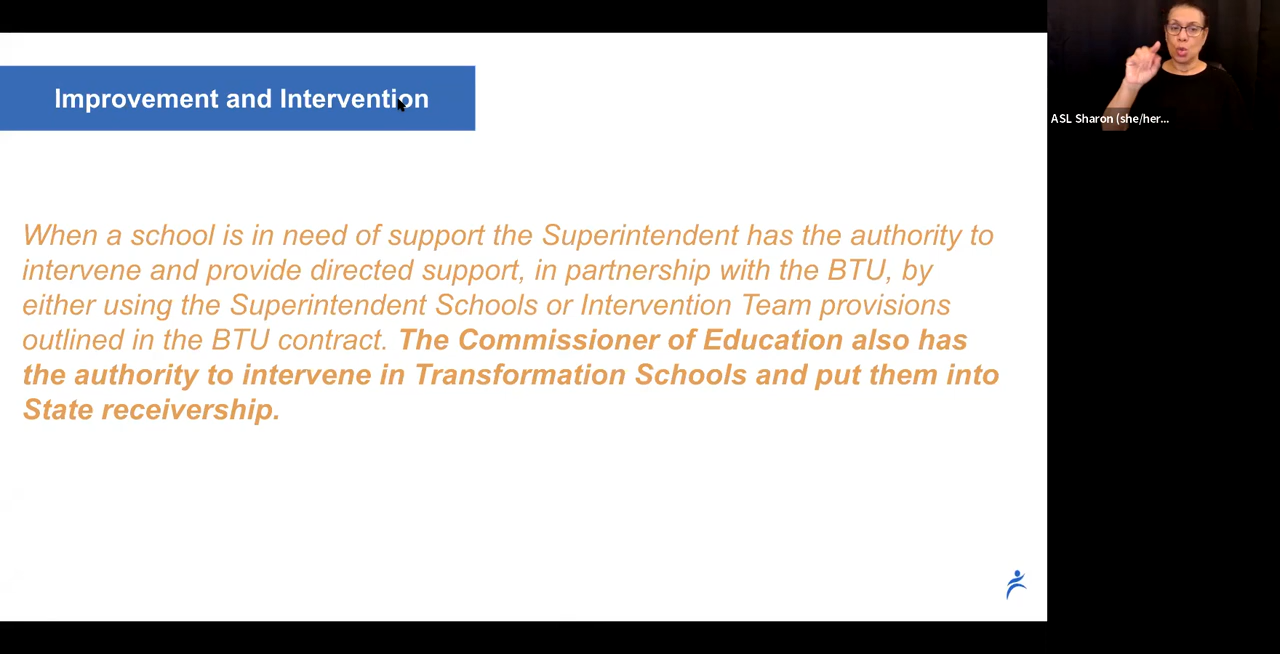 Improvement and Intervention
When a school is in need of support the Superintendent has the authority to
intervene and provide directed support, in partnership with the BTU, by
either using the Superintendent Schools or Intervention Team provisions
outlined in the BTU contract. The Commissioner of Education also has
the authority to intervene in Transformation Schools and put them into
State receivership.
ASL Sharon (she/her...